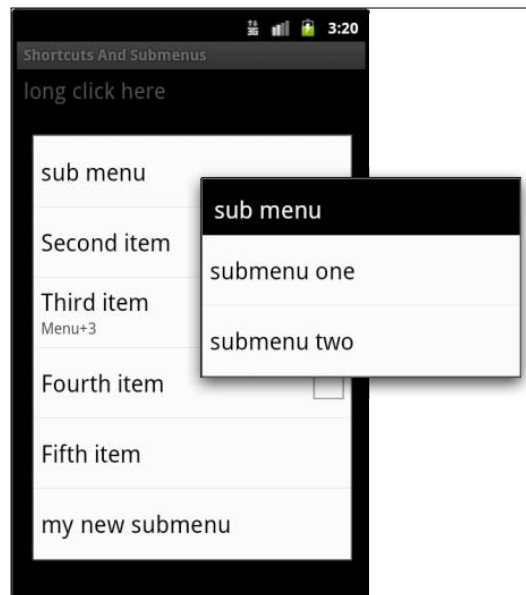 3G 3:20
Shortcuts And Submenus
long click here
sub menu
Second item
Third item
Menu+3
Fourth item
Fifth item
my new submenu
sub menu
submenu one
submenu two